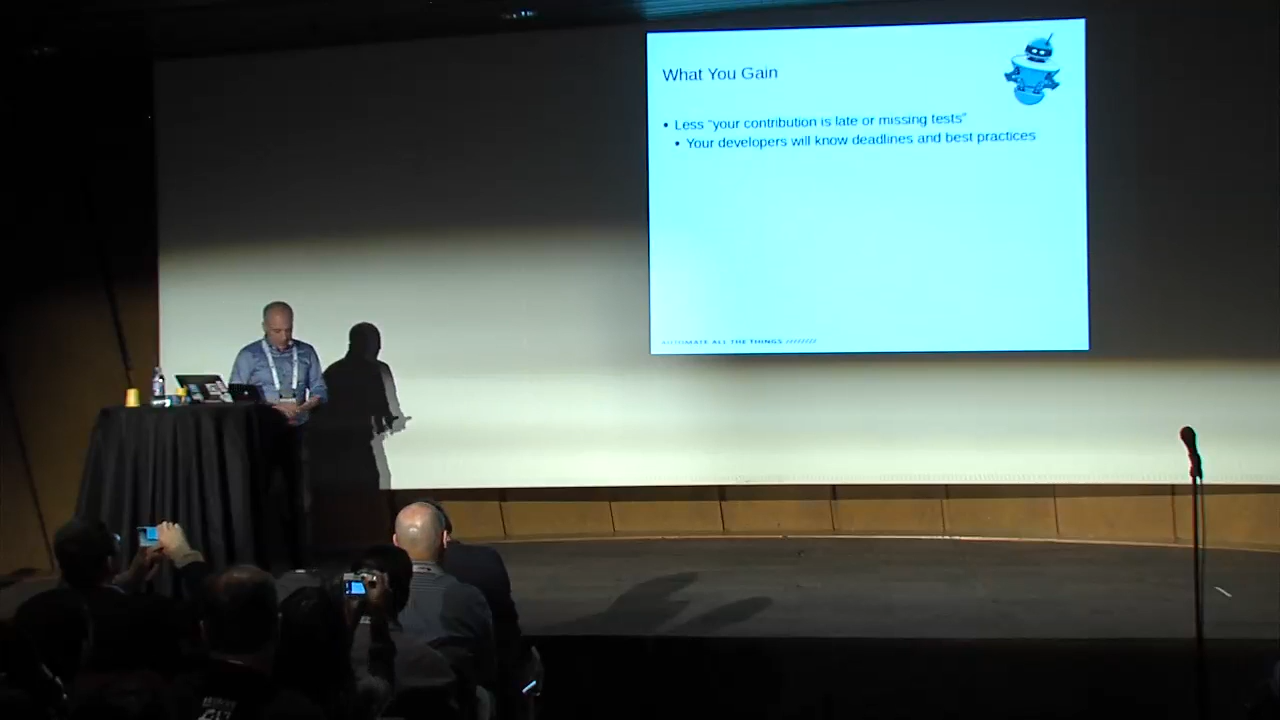 What You Gain
• Less "your contribution is late or missing tests"
• Your developers will know deadlines and best practices
AUTOMATE ALL THE THINGS /////////